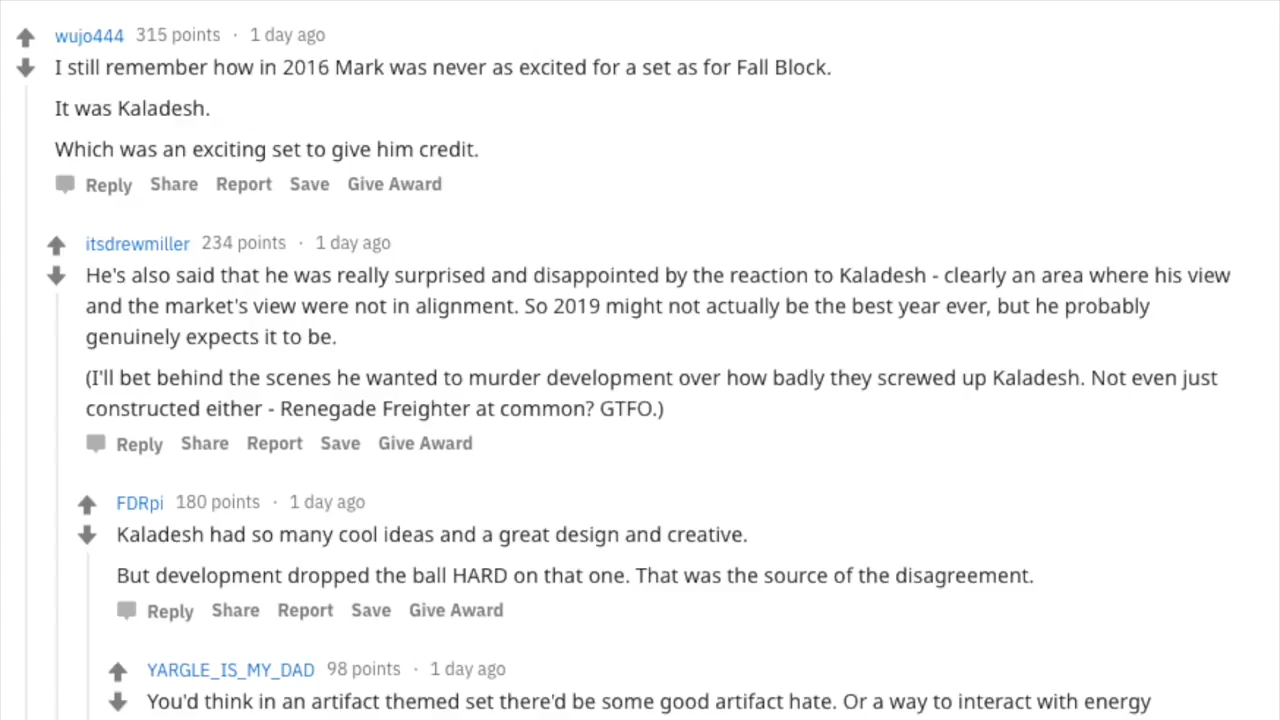 wujo444 315 points · 1 day ago
I still remember how in 2016 Mark was never as excited for a set as for Fall Block.
It was Kaladesh.
Which was an exciting set to give him credit.
Reply Share Report Save Give Award
itsdrewmiller 234 points · 1 day ago
He's also said that he was really surprised and disappointed by the reaction to Kaladesh - clearly an area where his view
and the market's view were not in alignment. So 2019 might not actually be the best year ever, but he probably
genuinely expects it to be.
(I'll bet behind the scenes he wanted to murder development over how badly they screwed up Kaladesh. Not even just
constructed either - Renegade Freighter at common? GTFO.)
Reply Share Report Save Give Award
FDRpi 180 points · 1 day ago
Kaladesh had so many cool ideas and a great design and creative.
But development dropped the ball HARD on that one. That was the source of the disagreement.
Reply Share Report Save Give Award
YARGLE_IS_MY_DAD 98 points · 1 day ago
You'd think in an artifact themed set there'd be some good artifact hate. Or a way to interact with energy